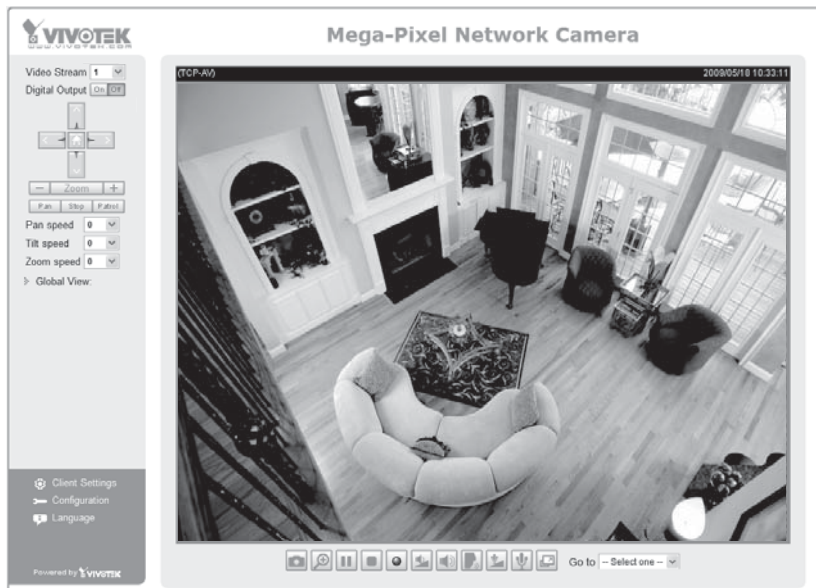 VIVOTEK
www.vivotek.com
Mega-Pixel Network Camera
Video Stream 1
Digital Output On Off
Zoom
Pan Stop Patrol
Pan speed 0
Tilt speed 0
Zoom speed 0
Global View:
(TCP-AV) 2009/05/18 10:33:11
Client Settings
Configuration
Language
Powered by VIVOTEK
Go to -- Select one --